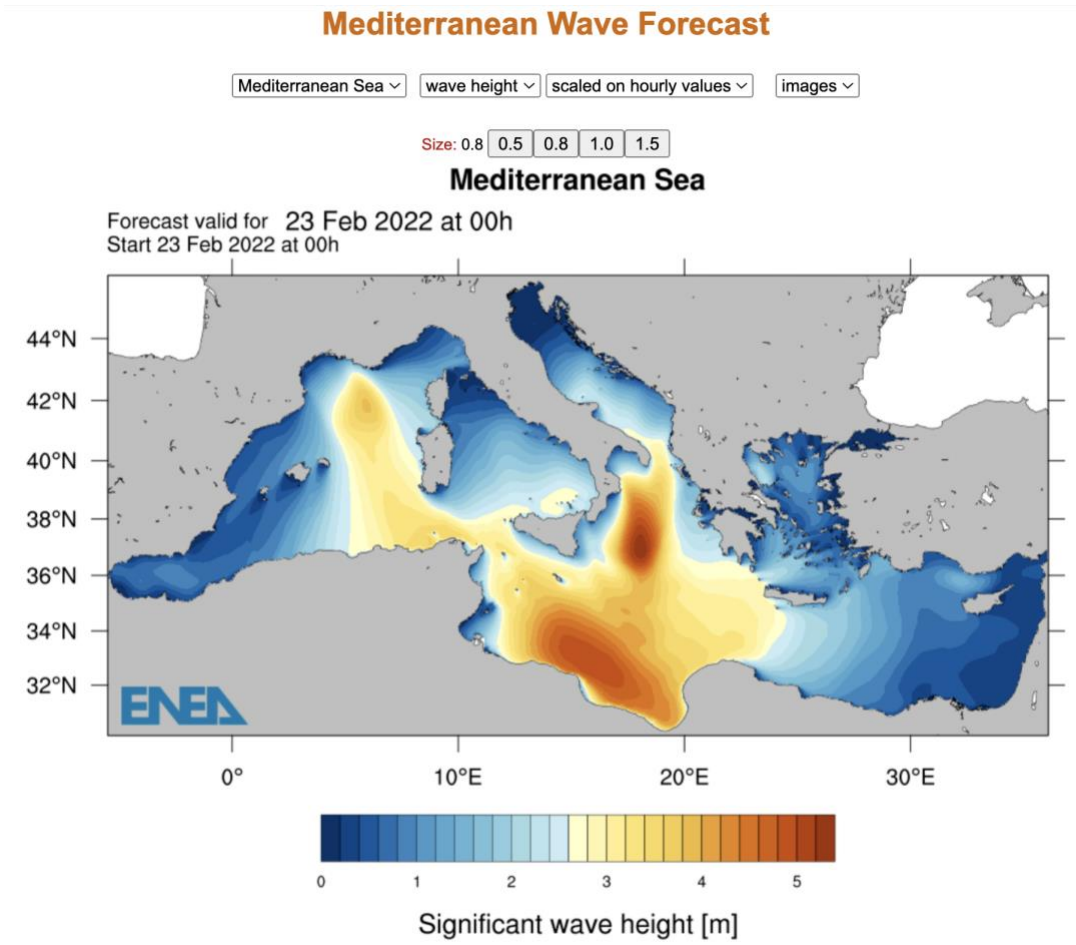 Mediterranean Wave Forecast
Mediterranean Sea wave height scaled on hourly values images
Size: 0.8 0.5 0.8 1.0 1.5
Mediterranean Sea
Forecast valid for 23 Feb 2022 at 00h
Start 23 Feb 2022 at 00h
44°N
42°N
40°N
38°N
36°N
34°N
32°N
ENEA
0° 10°E 20°E 30°E
0 1 2 3 4 5
Significant wave height [m]